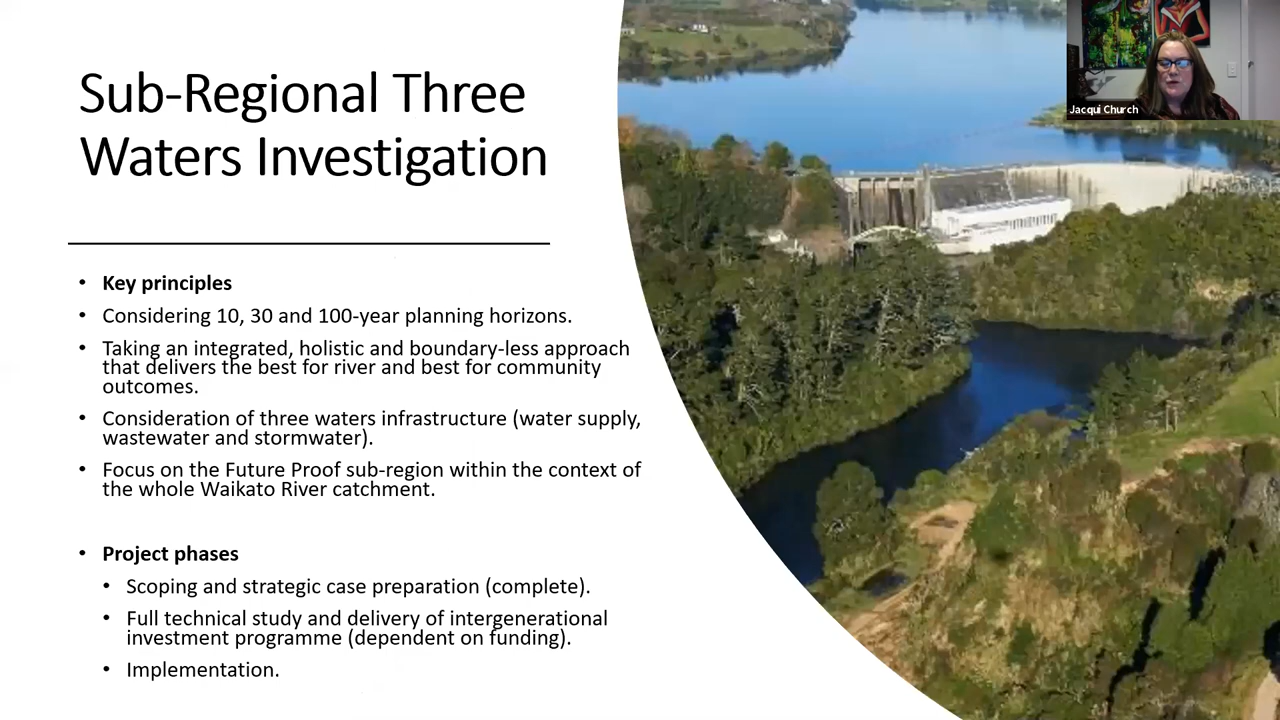 Sub-Regional Three
Waters Investigation
Jacqui Church
• Key principles
• Considering 10, 30 and 100-year planning horizons.
• Taking an integrated, holistic and boundary-less approach
that delivers the best for river and best for community
outcomes.
• Consideration of three waters infrastructure (water supply,
wastewater and stormwater).
• Focus on the Future Proof sub-region within the context of
the whole Waikato River catchment.
• Project phases
• Scoping and strategic case preparation (complete).
• Full technical study and delivery of intergenerational
investment programme (dependent on funding).
• Implementation.